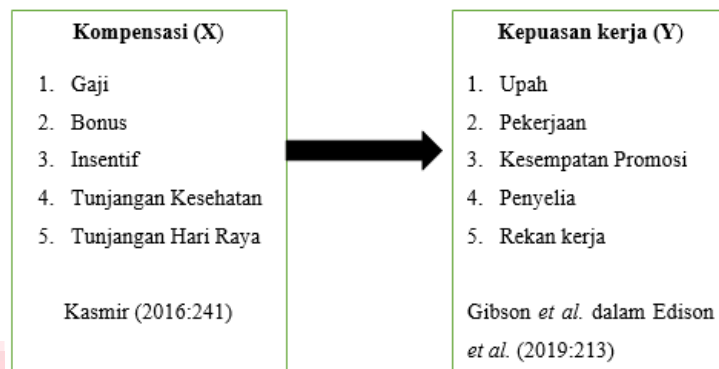 Kompensasi (X)
1. Gaji
2. Bonus
3. Insentif
4. Tunjangan Kesehatan
5. Tunjangan Hari Raya
Kasmir (2016:241)
Kepuasan kerja (Y)
1. Upah
2. Pekerjaan
3. Kesempatan Promosi
4. Penyelia
5. Rekan kerja
Gibson et al. dalam Edison
et al. (2019:213)